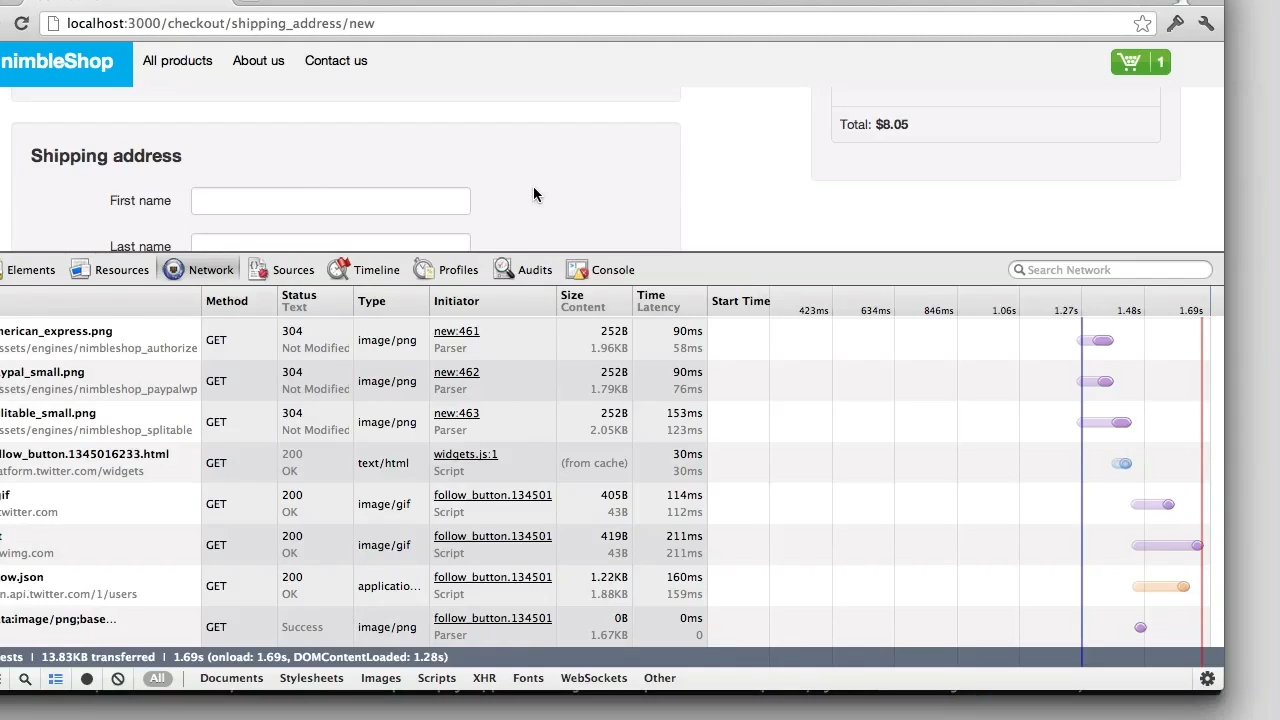 localhost:3000/checkout/shipping_address/new
nimbleShop All products About us Contact us 1
Total: $8.05
Shipping address
First name
Last name
Elements Resources Network Sources Timeline Profiles Audits Console Search Network
Method Status Text Type Initiator Size Content Time Latency Start Time 423ms 634ms 846ms 1.06s 1.27s 1.48s 1.69s
nerican_express.png GET 304 image/png new:461 252B 90ms
ssets/engines/nimbleshop_authorize Not Modified Parser 1.96KB 58ms
ypal_small.png GET 304 image/png new:462 252B 90ms
ssets/engines/nimbleshop_paypalwp Not Modified Parser 1.79KB 76ms
litable_small.png GET 304 image/png new:463 252B 153ms
ssets/engines/nimbleshop_splitable Not Modified Parser 2.05KB 123ms
llow_button.1345016233.html GET 200 text/html widgets.js:1 (from cache) 30ms
atform.twitter.com/widgets OK Script 30ms
gif GET 200 image/gif follow_button.134501 405B 114ms
twitter.com OK Script 43B 112ms
t GET 200 image/gif follow_button.134501 419B 211ms
wimg.com OK Script 43B 211ms
ow.json GET 200 applicatio... follow_button.134501 1.22KB 160ms
n.api.twitter.com/1/users OK Script 1.88KB 159ms
ta:image/png;base... GET Success image/png follow_button.134501 0B 0ms
Parser 1.67KB 0
ests | 13.83KB transferred | 1.69s (onload: 1.69s, DOMContentLoaded: 1.28s)
All Documents Stylesheets Images Scripts XHR Fonts WebSockets Other